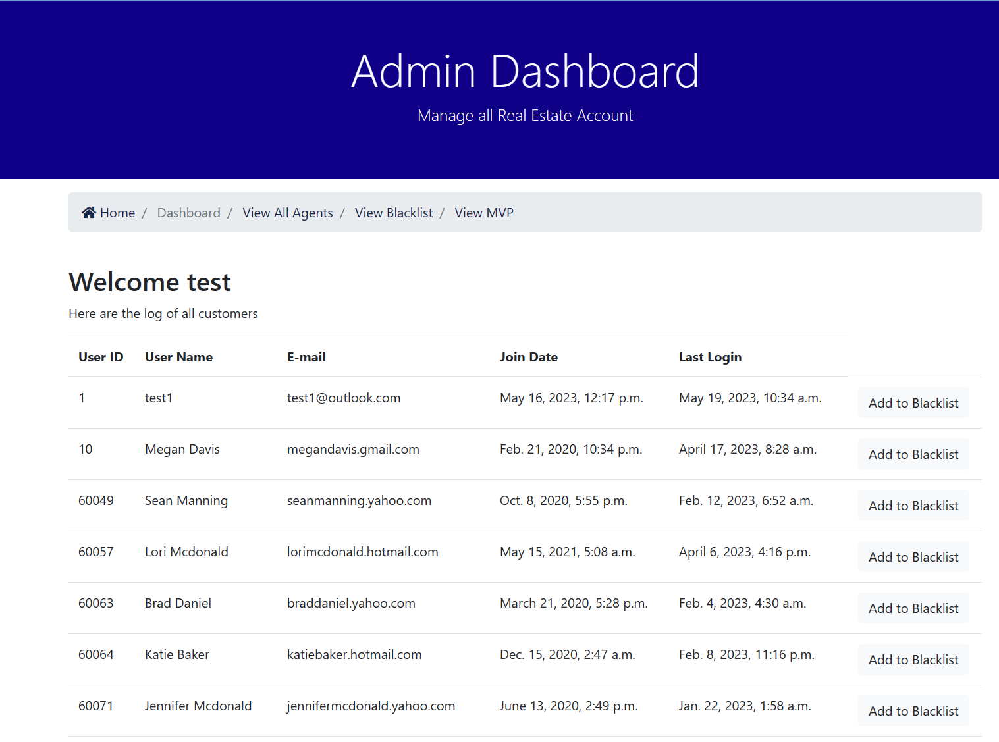 Admin Dashboard
Manage all Real Estate Account
Home / Dashboard / View All Agents / View Blacklist / View MVP
Welcome test
Here are the log of all customers
User ID User Name E-mail Join Date Last Login
1 test1 test1@outlook.com May 16, 2023, 12:17 p.m. May 19, 2023, 10:34 a.m. Add to Blacklist
10 Megan Davis megandavis.gmail.com Feb. 21, 2020, 10:34 p.m. April 17, 2023, 8:28 a.m. Add to Blacklist
60049 Sean Manning seanmanning.yahoo.com Oct. 8, 2020, 5:55 p.m. Feb. 12, 2023, 6:52 a.m. Add to Blacklist
60057 Lori Mcdonald lorimcdonald.hotmail.com May 15, 2021, 5:08 a.m. April 6, 2023, 4:16 p.m. Add to Blacklist
60063 Brad Daniel braddaniel.yahoo.com March 21, 2020, 5:28 p.m. Feb. 4, 2023, 4:30 a.m. Add to Blacklist
60064 Katie Baker katiebaker.hotmail.com Dec. 15, 2020, 2:47 a.m. Feb. 8, 2023, 11:16 p.m. Add to Blacklist
60071 Jennifer Mcdonald jennifermcdonald.yahoo.com June 13, 2020, 2:49 p.m. Jan. 22, 2023, 1:58 a.m. Add to Blacklist